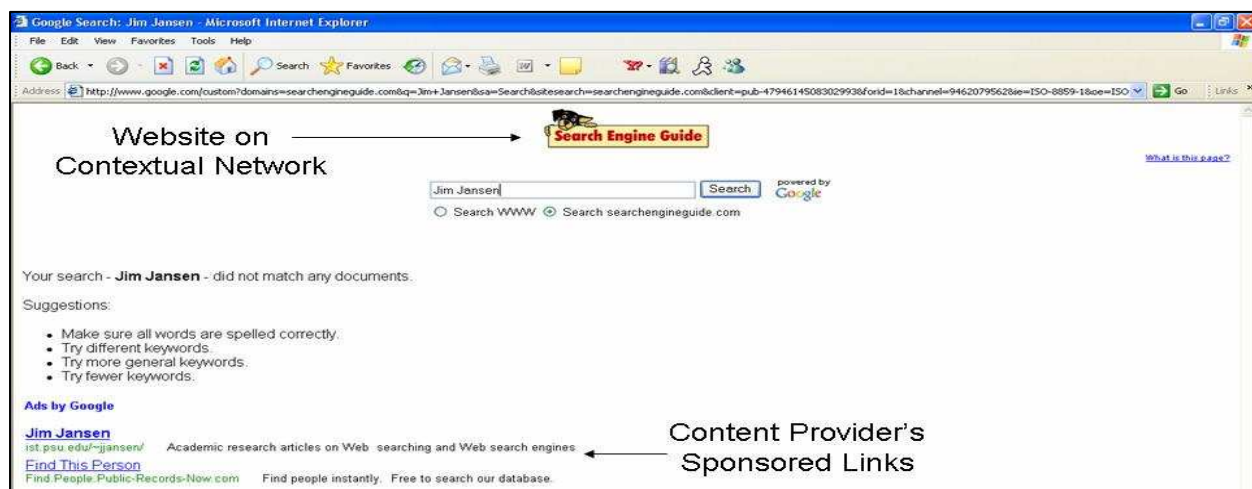 Google Search: Jim Jansen - Microsoft Internet Explorer
File Edit View Favorites Tools Help
Back Search Favorites
Address http://www.google.com/custom?domains=searchengineguide.com&q=Jim+Jansen&sa=Search&sitesearch=searchengineguide.com&client=pub-4794614508302993&forid=1&channel=9462079562&ie=ISO-8859-1&oe=ISO Go Links »
Website on
Contextual Network
Search Engine Guide
What is this page?
Jim Jansen Search powered by
Google
Search WWW Search searchengineguide.com
Your search - Jim Jansen - did not match any documents.
Suggestions:
• Make sure all words are spelled correctly.
• Try different keywords.
• Try more general keywords.
• Try fewer keywords.
Ads by Google
Jim Jansen
ist.psu.edu/~jjansen/ Academic research articles on Web searching and Web search engines
Find This Person
Find.People.Public-Records-Now.com Find people instantly. Free to search our database.
Content Provider's
Sponsored Links